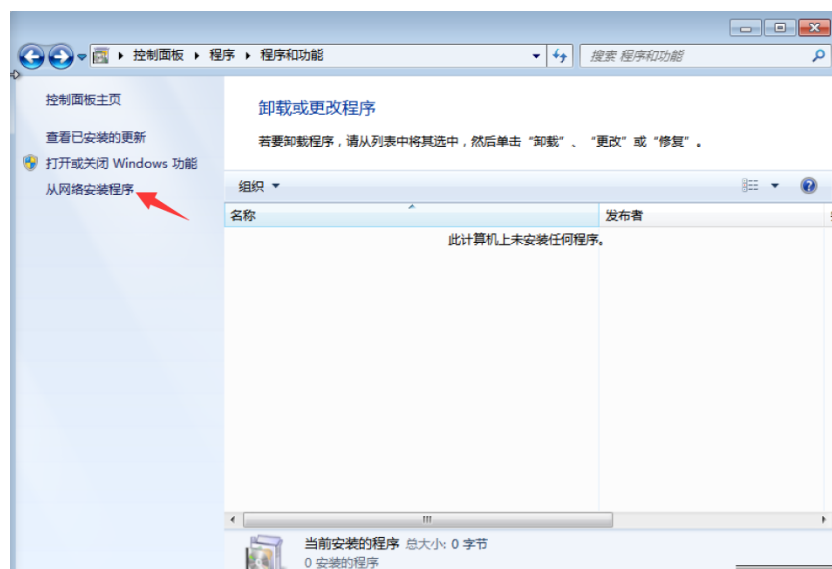 控制面板 程序 程序和功能
搜索 程序和功能
控制面板主页
查看已安装的更新
打开或关闭 Windows 功能
从网络安装程序
卸载或更改程序
若要卸载程序，请从列表中将其选中，然后单击“卸载”、“更改”或“修复”。
组织
名称 发布者
此计算机上未安装任何程序。
当前安装的程序 总大小: 0 字节
0 安装的程序